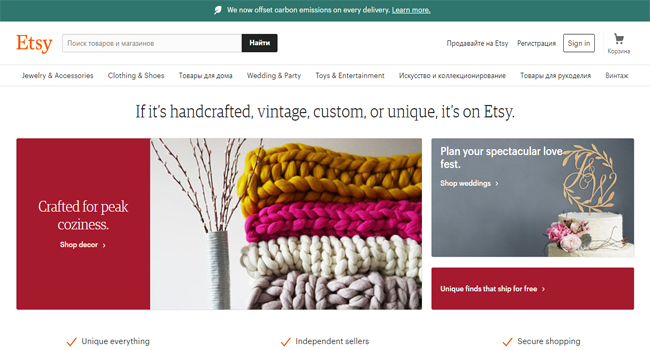 We now offset carbon emissions on every delivery. Learn more.
Etsy
Поиск товаров и магазинов
Найти
Продавайте на Etsy
Регистрация
Sign in
Корзина
Jewelry & Accessories
Clothing & Shoes
Товары для дома
Wedding & Party
Toys & Entertainment
Искусство и коллекционирование
Товары для рукоделия
Винтаж
If it's handcrafted, vintage, custom, or unique, it's on Etsy.
Crafted for peak
coziness.
Shop decor ›
Plan your spectacular love
fest.
Shop weddings ›
Unique finds that ship for free ›
Unique everything
Independent sellers
Secure shopping